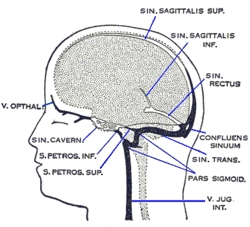 SIN. SAGITTALIS SUP.
SIN. SAGITTALIS
INF.
SIN.
RECTUS
V. OPTHAL.
CONFLUENS
SINUUM
SIN. CAVERN.
SIN. TRANS.
S. PETROS. INF.
S. PETROS. SUP.
PARS SIGMOID.
V. JUG
INT.